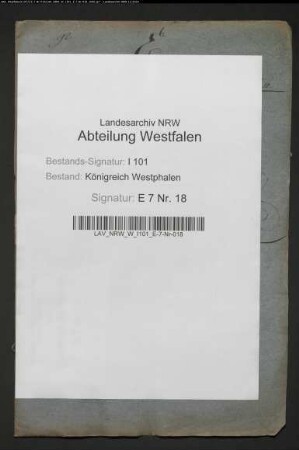 Landesarchiv NRW
Abteilung Westfalen
Bestands-Signatur: I 101
Bestand: Königreich Westphalen
Signatur: E 7 Nr. 18
LAV_NRW_W_I101_E-7-Nr-018